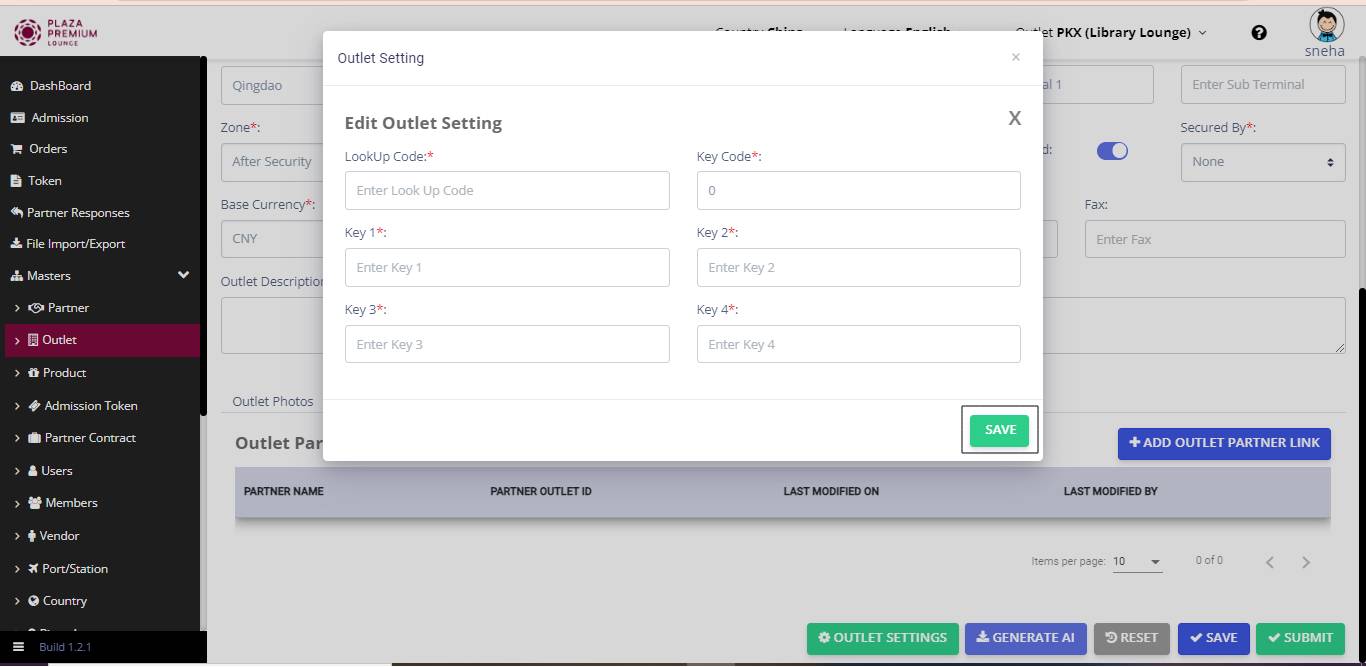 PLAZA
PREMIUM
LOUNGE
Country China
Language English
Outlet PKX (Library Lounge)
sneha
DashBoard
Admission
Orders
Token
Partner Responses
File Import/Export
Masters
Partner
Outlet
Product
Admission Token
Partner Contract
Users
Members
Vendor
Port/Station
Country
Build 1.2.1
Outlet Setting
×
Edit Outlet Setting
X
LookUp Code:*
Key Code*:
Enter Look Up Code
0
Key 1*:
Key 2*:
Enter Key 1
Enter Key 2
Key 3*:
Key 4*:
Enter Key 3
Enter Key 4
SAVE
Qingdao
al 1
Enter Sub Terminal
Zone*:
d:
Secured By*:
After Security
None
Base Currency*:
Fax:
CNY
Enter Fax
Outlet Description
Outlet Photos
Outlet Par
ADD OUTLET PARTNER LINK
PARTNER NAME
PARTNER OUTLET ID
LAST MODIFIED ON
LAST MODIFIED BY
Items per page: 10
0 of 0
OUTLET SETTINGS
GENERATE AI
RESET
SAVE
SUBMIT